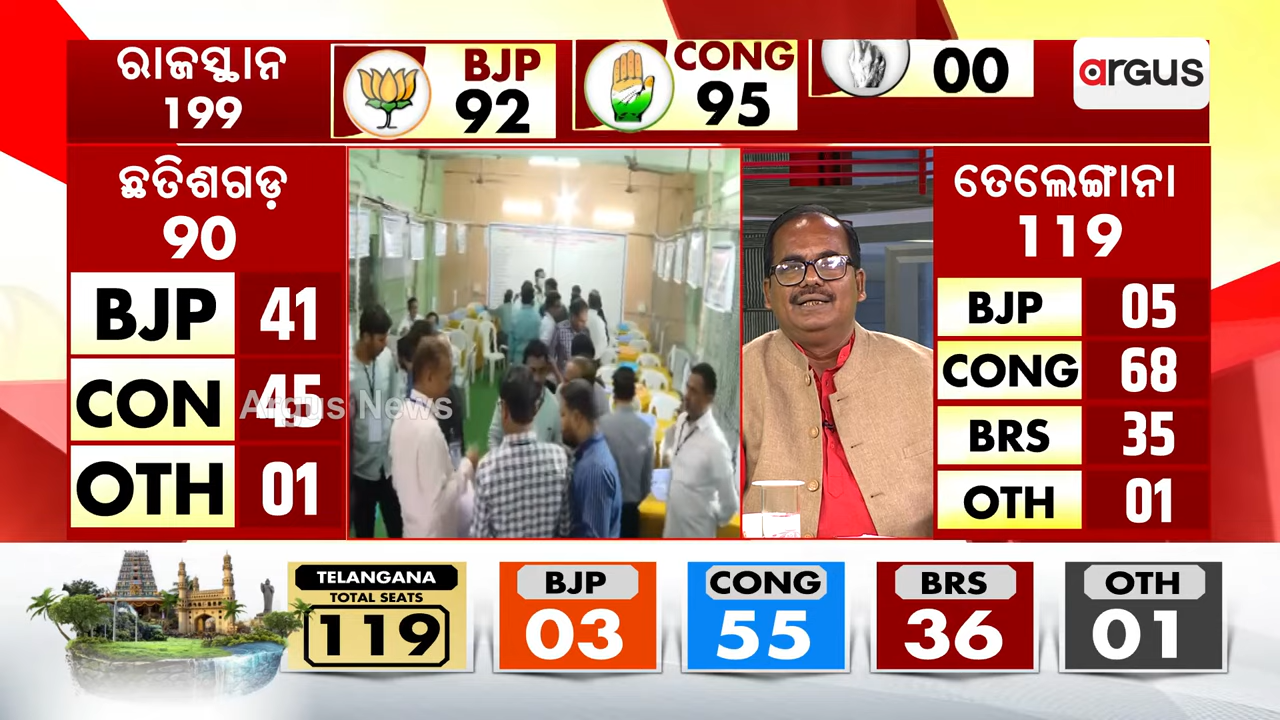 ରାଜସ୍ଥାନ
199
BJP
92
CONG
95
00
argus
ଛତିଶଗଡ଼
90
BJP 41
CON 45
OTH 01
Argus News
ତେଲେଙ୍ଗାନା
119
BJP 05
CONG 68
BRS 35
OTH 01
TELANGANA
TOTAL SEATS
119
BJP
03
CONG
55
BRS
36
OTH
01